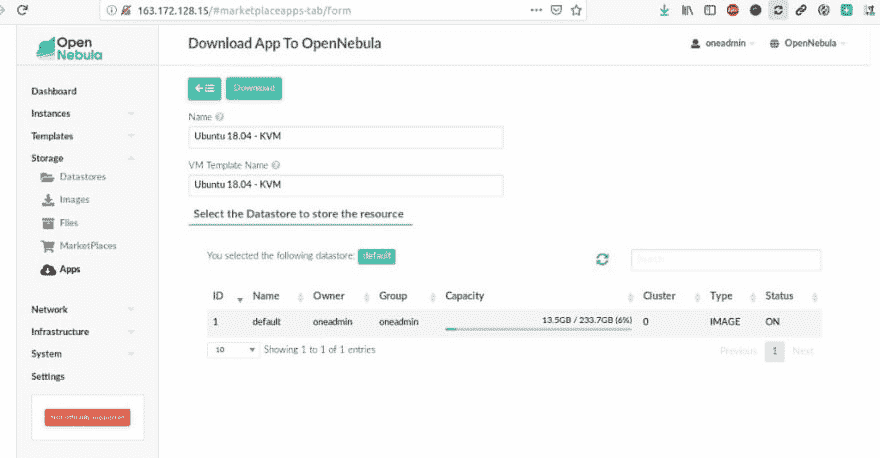 163.172.128.15/#marketplaceapps-tab/form
Open
Nebula
Download App To OpenNebula
oneadmin
OpenNebula
Dashboard
Instances
Templates
Storage
Datastores
Images
Files
MarketPlaces
Apps
Network
Infrastructure
System
Settings
Download
Name
Ubuntu 18.04 - KVM
VM Template Name
Ubuntu 18.04 - KVM
Select the Datastore to store the resource
You selected the following datastore: default
Search
ID Name Owner Group Capacity Cluster Type Status
1 default oneadmin oneadmin 13.5GB / 233.7GB (6%) 0 IMAGE ON
10 Showing 1 to 1 of 1 entries
Previous 1 Next